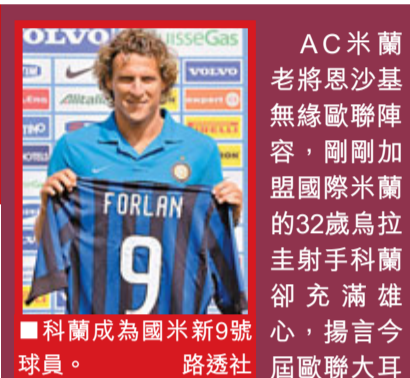 OLVO
uisseGas
VOLVO
Alitalia
FORLAN
9
■科蘭成為國米新9號
球員。 路透社
AC米蘭
老將恩沙基
無緣歐聯陣
容，剛剛加
盟國際米蘭
的32歲烏拉
圭射手科蘭
卻充滿雄
心，揚言今
屆歐聯大耳